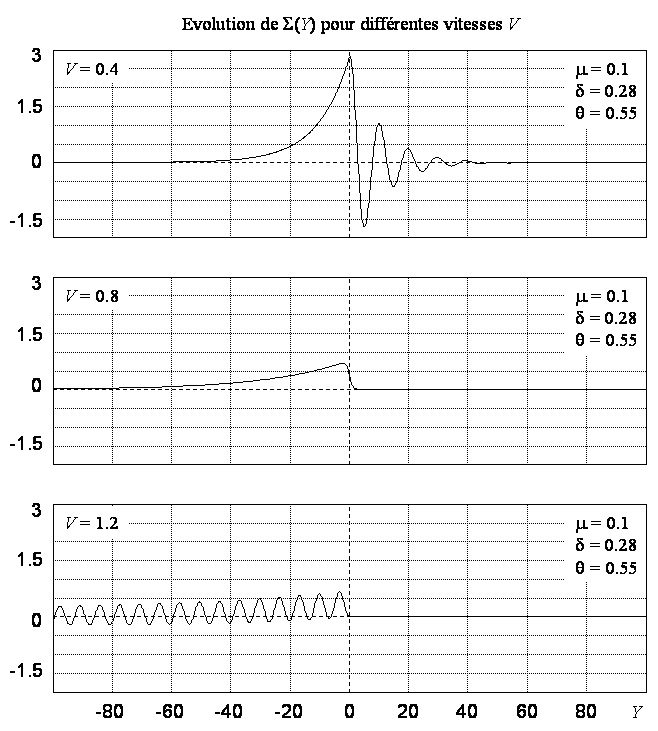 Evolution de Σ(Y) pour différentes vitesses V
3
V = 0.4
μ = 0.1
δ = 0.28
1.5
θ = 0.55
0
-1.5
3
V = 0.8
μ = 0.1
δ = 0.28
1.5
θ = 0.55
0
-1.5
3
V = 1.2
μ = 0.1
δ = 0.28
1.5
θ = 0.55
0
-1.5
-80 -60 -40 -20 0 20 40 60 80 Y